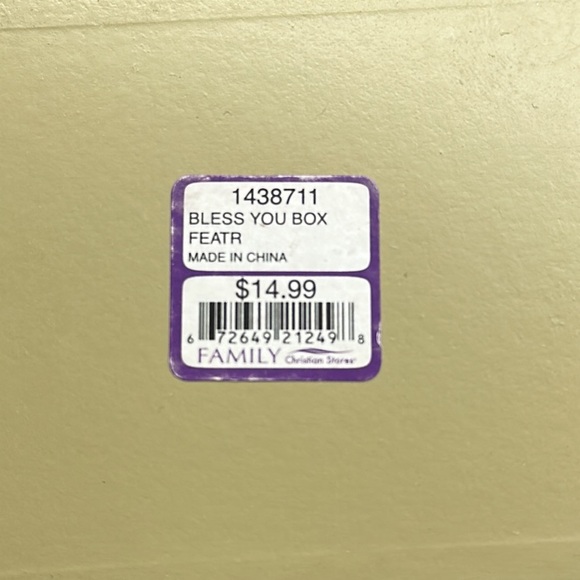 1438711
BLESS YOU BOX
FEATR
MADE IN CHINA
$14.99
6 72649 21249 8
FAMILY Christian Stores